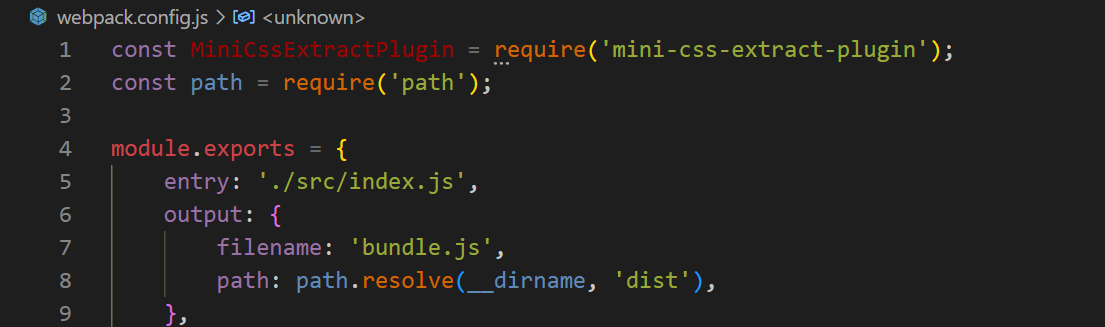 webpack.config.js > <unknown>
1 const MiniCssExtractPlugin = require('mini-css-extract-plugin');
2 const path = require('path');
3
4 module.exports = {
5     entry: './src/index.js',
6     output: {
7         filename: 'bundle.js',
8         path: path.resolve(__dirname, 'dist'),
9     },